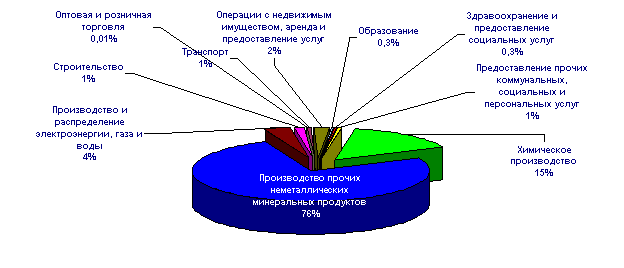 Оптовая и розничная
торговля
0,01%
Операции с недвижимым
имуществом, аренда и
предоставление услуг
2%
Образование
0,3%
Здравоохранение и
предоставление
социальных услуг
0,3%
Транспорт
1%
Строительство
1%
Предоставление прочих
коммунальных,
социальных и
персональных услуг
1%
Производство и
распределение
электроэнергии, газа и
воды
4%
Химическое
производство
15%
Производство прочих
неметаллических
минеральных продуктов
76%